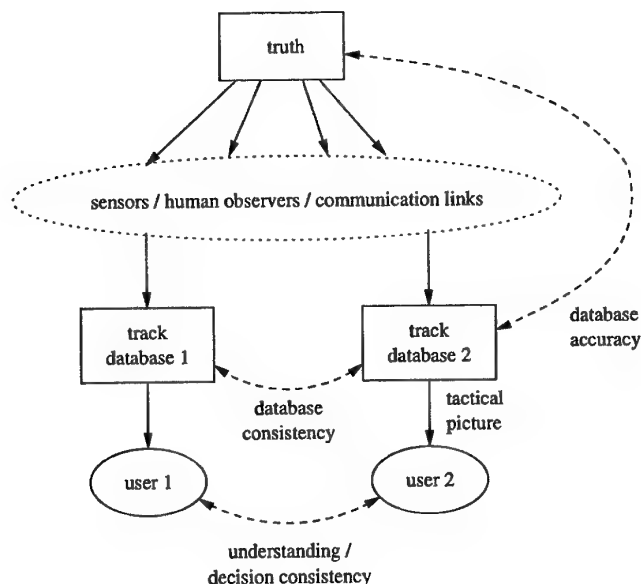 truth
sensors / human observers / communication links
track
database 1
track
database 2
database
accuracy
database
consistency
tactical
picture
user 1
user 2
understanding /
decision consistency